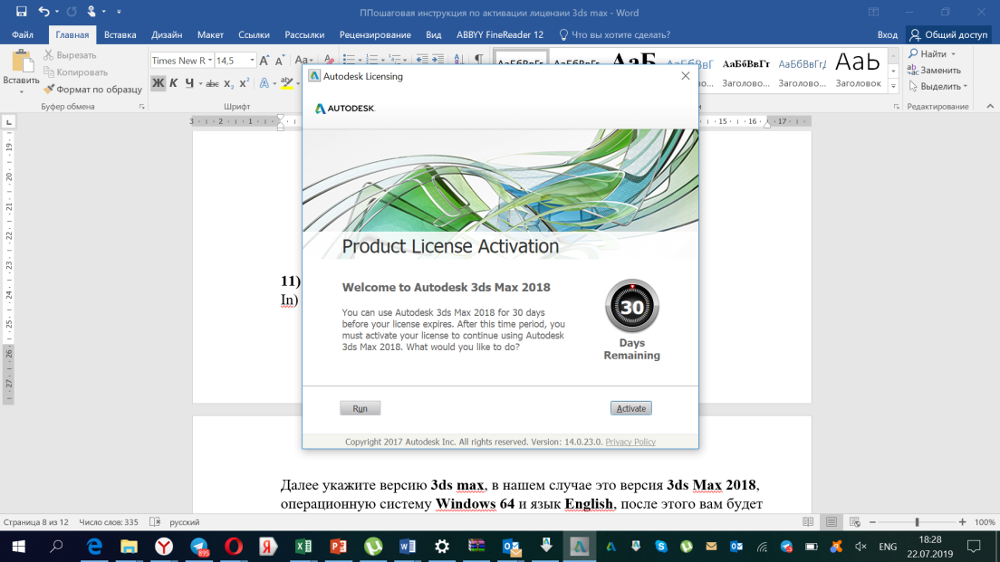 ППошаговая инструкция по активации лицензии 3ds max - Word
Файл Главная Вставка Дизайн Макет Ссылки Рассылки Рецензирование Вид ABBYY FineReader 12 Что вы хотите сделать? Вход Общий доступ
Вставить
Вырезать
Копировать
Формат по образцу
Буфер обмена
Times New R 14,5 Aa
Ж К Ч abc X₂ X² A aby
Шрифт
АаБбВвГг АаБбВвГг АаБ АаБбВвГ АаБбВвГг АаБбВвГг АаЬ
Заголово... Заголово... Заголовок
Найти
Заменить
Выделить
Редактирование
Autodesk Licensing
AUTODESK.
Product License Activation
Welcome to Autodesk 3ds Max 2018
You can use Autodesk 3ds Max 2018 for 30 days
before your license expires. After this time period, you
must activate your license to continue using Autodesk
3ds Max 2018. What would you like to do?
30
Days
Remaining
Run
Activate
Copyright 2017 Autodesk Inc. All rights reserved. Version: 14.0.23.0. Privacy Policy
11)
In)
Далее укажите версию 3ds max, в нашем случае это версия 3ds Max 2018,
операционную систему Windows 64 и язык English, после этого вам будет
Страница 8 из 12 Число слов: 335 русский 100%
895
ENG
18:28
22.07.2019